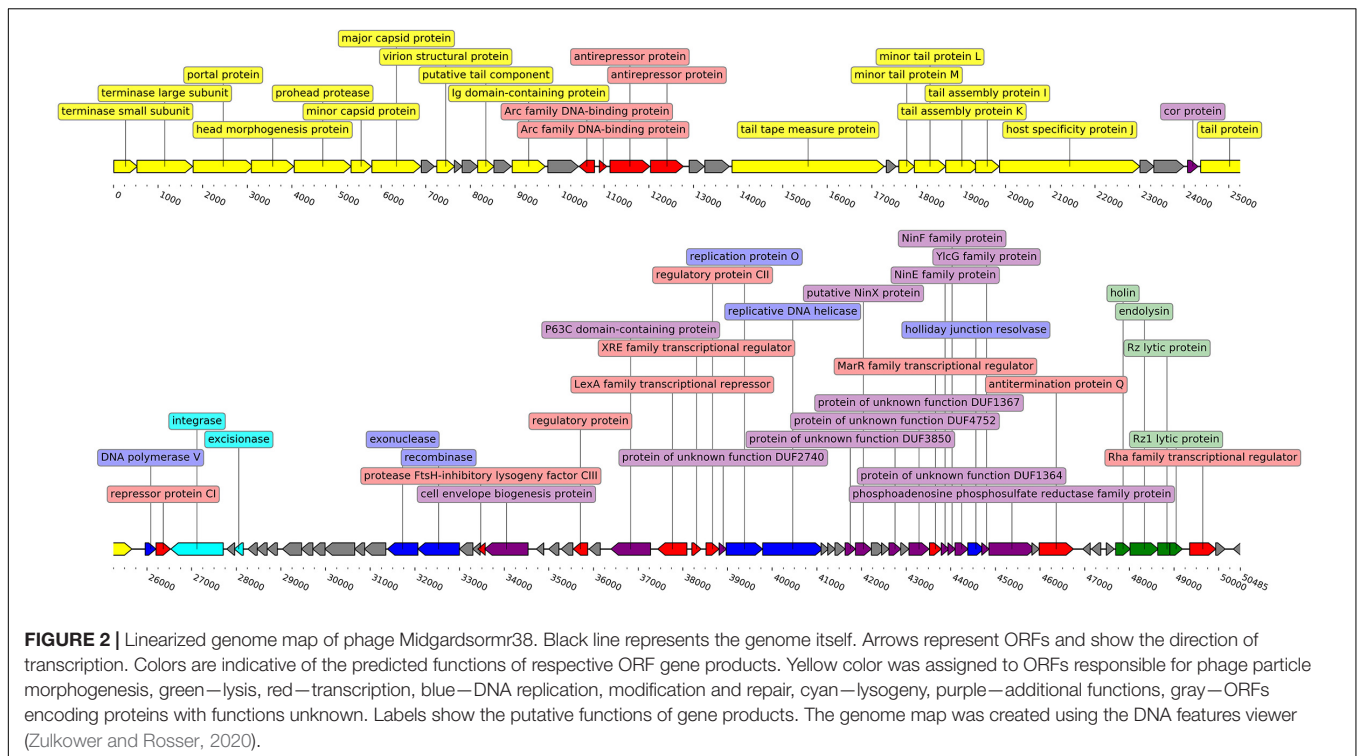 major capsid protein
virion structural protein
antirepressor protein
minor tail protein L
portal protein
putative tail component
antirepressor protein
minor tail protein M
terminase large subunit
prohead protease
Ig domain-containing protein
tail assembly protein I
terminase small subunit
minor capsid protein
Arc family DNA-binding protein
tail assembly protein K
cor protein
head morphogenesis protein
Arc family DNA-binding protein
tail tape measure protein
host specificity protein J
tail protein
0 1000 2000 3000 4000 5000 6000 7000 8000 9000 10000 11000 12000 13000 14000 15000 16000 17000 18000 19000 20000 21000 22000 23000 24000 25000
NinF family protein
replication protein O
YlcG family protein
regulatory protein CII
NinE family protein
putative NinX protein
holin
replicative DNA helicase
endolysin
P63C domain-containing protein
holliday junction resolvase
XRE family transcriptional regulator
Rz lytic protein
MarR family transcriptional regulator
LexA family transcriptional repressor
antitermination protein Q
protein of unknown function DUF1367
integrase
regulatory protein
protein of unknown function DUF4752
excisionase
exonuclease
protein of unknown function DUF3850
Rz1 lytic protein
DNA polymerase V
recombinase
protein of unknown function DUF2740
Rha family transcriptional regulator
protease FtsH-inhibitory lysogeny factor CIII
protein of unknown function DUF1364
repressor protein CI
cell envelope biogenesis protein
phosphoadenosine phosphosulfate reductase family protein
26000 27000 28000 29000 30000 31000 32000 33000 34000 35000 36000 37000 38000 39000 40000 41000 42000 43000 44000 45000 46000 47000 48000 49000 50000 50485
FIGURE 2 | Linearized genome map of phage Midgardsormr38. Black line represents the genome itself. Arrows represent ORFs and show the direction of
transcription. Colors are indicative of the predicted functions of respective ORF gene products. Yellow color was assigned to ORFs responsible for phage particle
morphogenesis, green—lysis, red—transcription, blue—DNA replication, modification and repair, cyan—lysogeny, purple—additional functions, gray—ORFs
encoding proteins with functions unknown. Labels show the putative functions of gene products. The genome map was created using the DNA features viewer
(Zulkower and Rosser, 2020).